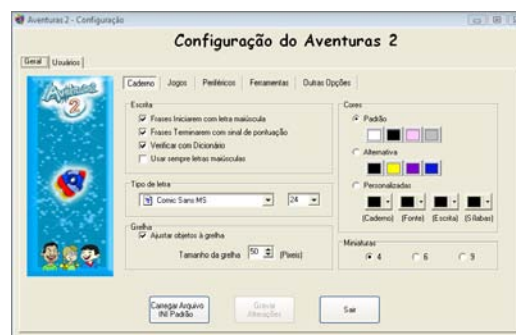 Aventuras 2 - Configuração
Configuração do Aventuras 2
Geral Usuários
Aventuras 2
Caderno Jogos Periféricos Ferramentas Outras Opções
Escrita
Frases Iniciarem com letra maiúscula
Frases Terminarem com sinal de pontuação
Verificar com Dicionário
Usar sempre letras maiúsculas
Tipo de letra
Comic Sans MS 24
Grelha
Ajustar objetos à grelha
Tamanho da grelha 50 (Pixeis)
Cores
Padrão
Alternativa
Personalizadas
(Caderno) (Fonte) (Escrita) (Sílabas)
Miniaturas
4 6 9
Carregar Arquivo
INI Padrão
Gravar
Alterações
Sair